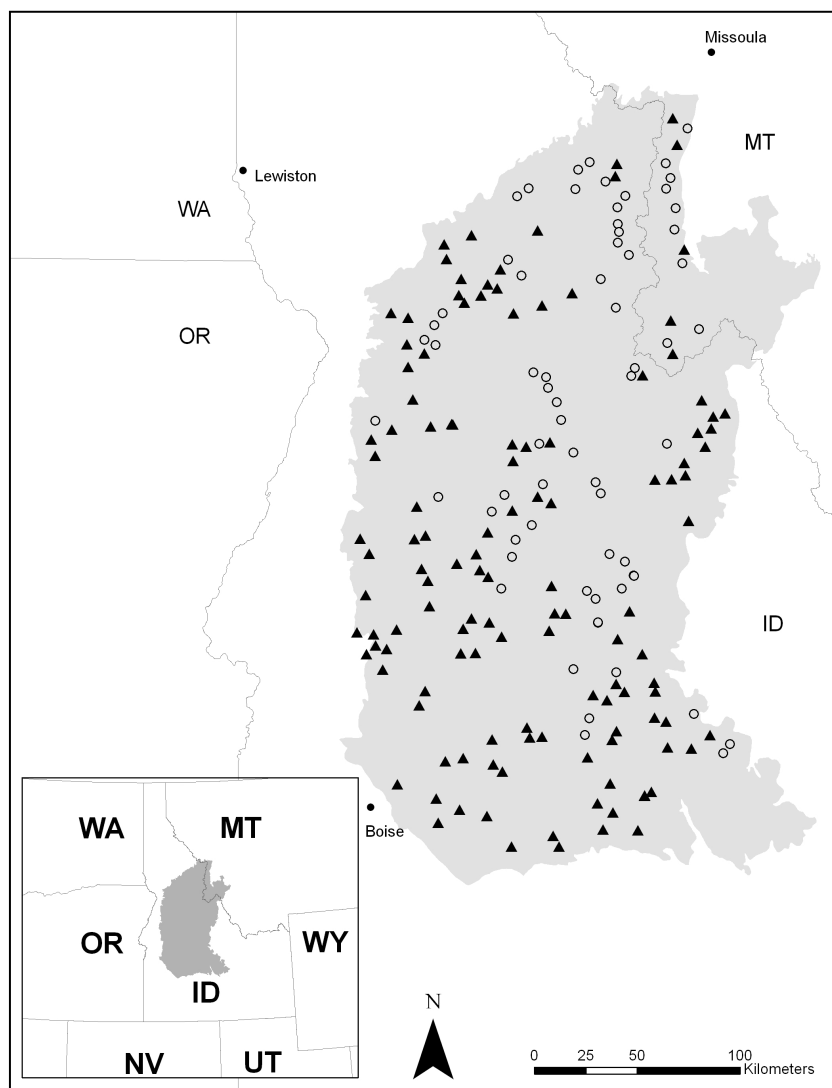 Missoula
MT
Lewiston
WA
OR
ID
Boise
WA
MT
OR
WY
ID
NV
UT
N
0 25 50 100
Kilometers